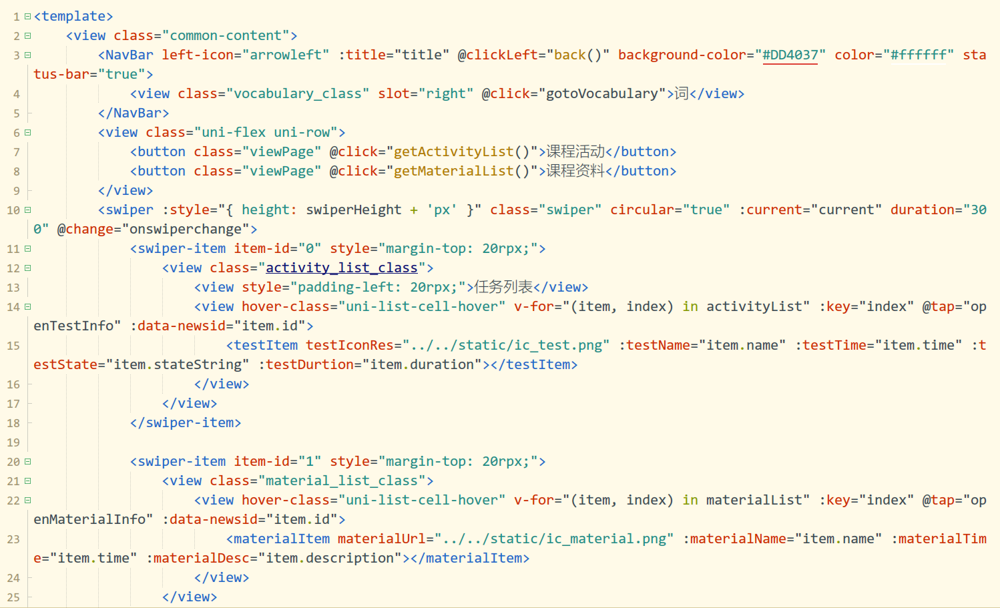 1 <template>
2 <view class="common-content">
3 <NavBar left-icon="arrowleft" :title="title" @clickLeft="back()" background-color="#DD4037" color="#ffffff" sta
tus-bar="true">
4 <view class="vocabulary_class" slot="right" @click="gotoVocabulary">词</view>
5 </NavBar>
6 <view class="uni-flex uni-row">
7 <button class="viewPage" @click="getActivityList()">课程活动</button>
8 <button class="viewPage" @click="getMaterialList()">课程资料</button>
9 </view>
10 <swiper :style="{ height: swiperHeight + 'px' }" class="swiper" circular="true" :current="current" duration="30
0" @change="onswiperchange">
11 <swiper-item item-id="0" style="margin-top: 20rpx;">
12 <view class="activity_list_class">
13 <view style="padding-left: 20rpx;">任务列表</view>
14 <view hover-class="uni-list-cell-hover" v-for="(item, index) in activityList" :key="index" @tap="op
enTestInfo" :data-newsid="item.id">
15 <testItem testIconRes="../../static/ic_test.png" :testName="item.name" :testTime="item.time" :t
estState="item.stateString" :testDurtion="item.duration"></testItem>
16 </view>
17 </view>
18 </swiper-item>
19
20 <swiper-item item-id="1" style="margin-top: 20rpx;">
21 <view class="material_list_class">
22 <view hover-class="uni-list-cell-hover" v-for="(item, index) in materialList" :key="index" @tap="op
enMaterialInfo" :data-newsid="item.id">
23 <materialItem materialUrl="../../static/ic_material.png" :materialName="item.name" :materialTim
e="item.time" :materialDesc="item.description"></materialItem>
24 </view>
25 </view>